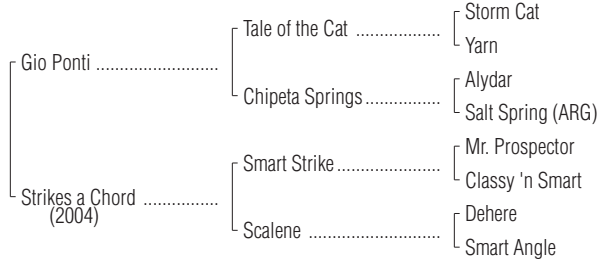 Storm Cat
Tale of the Cat ..................
Yarn
Gio Ponti ..........................
Alydar
Chipeta Springs ................
Salt Spring (ARG)
Mr. Prospector
Smart Strike ......................
Classy 'n Smart
Strikes a Chord ................
(2004)
Dehere
Scalene ............................
Smart Angle